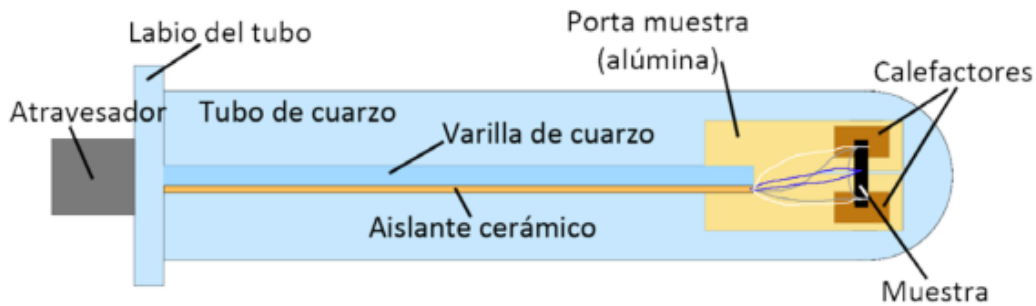 Labio del tubo
Porta muestra
(alúmina)
Calefactores
Atravesador
Tubo de cuarzo
Varilla de cuarzo
Aislante cerámico
Muestra